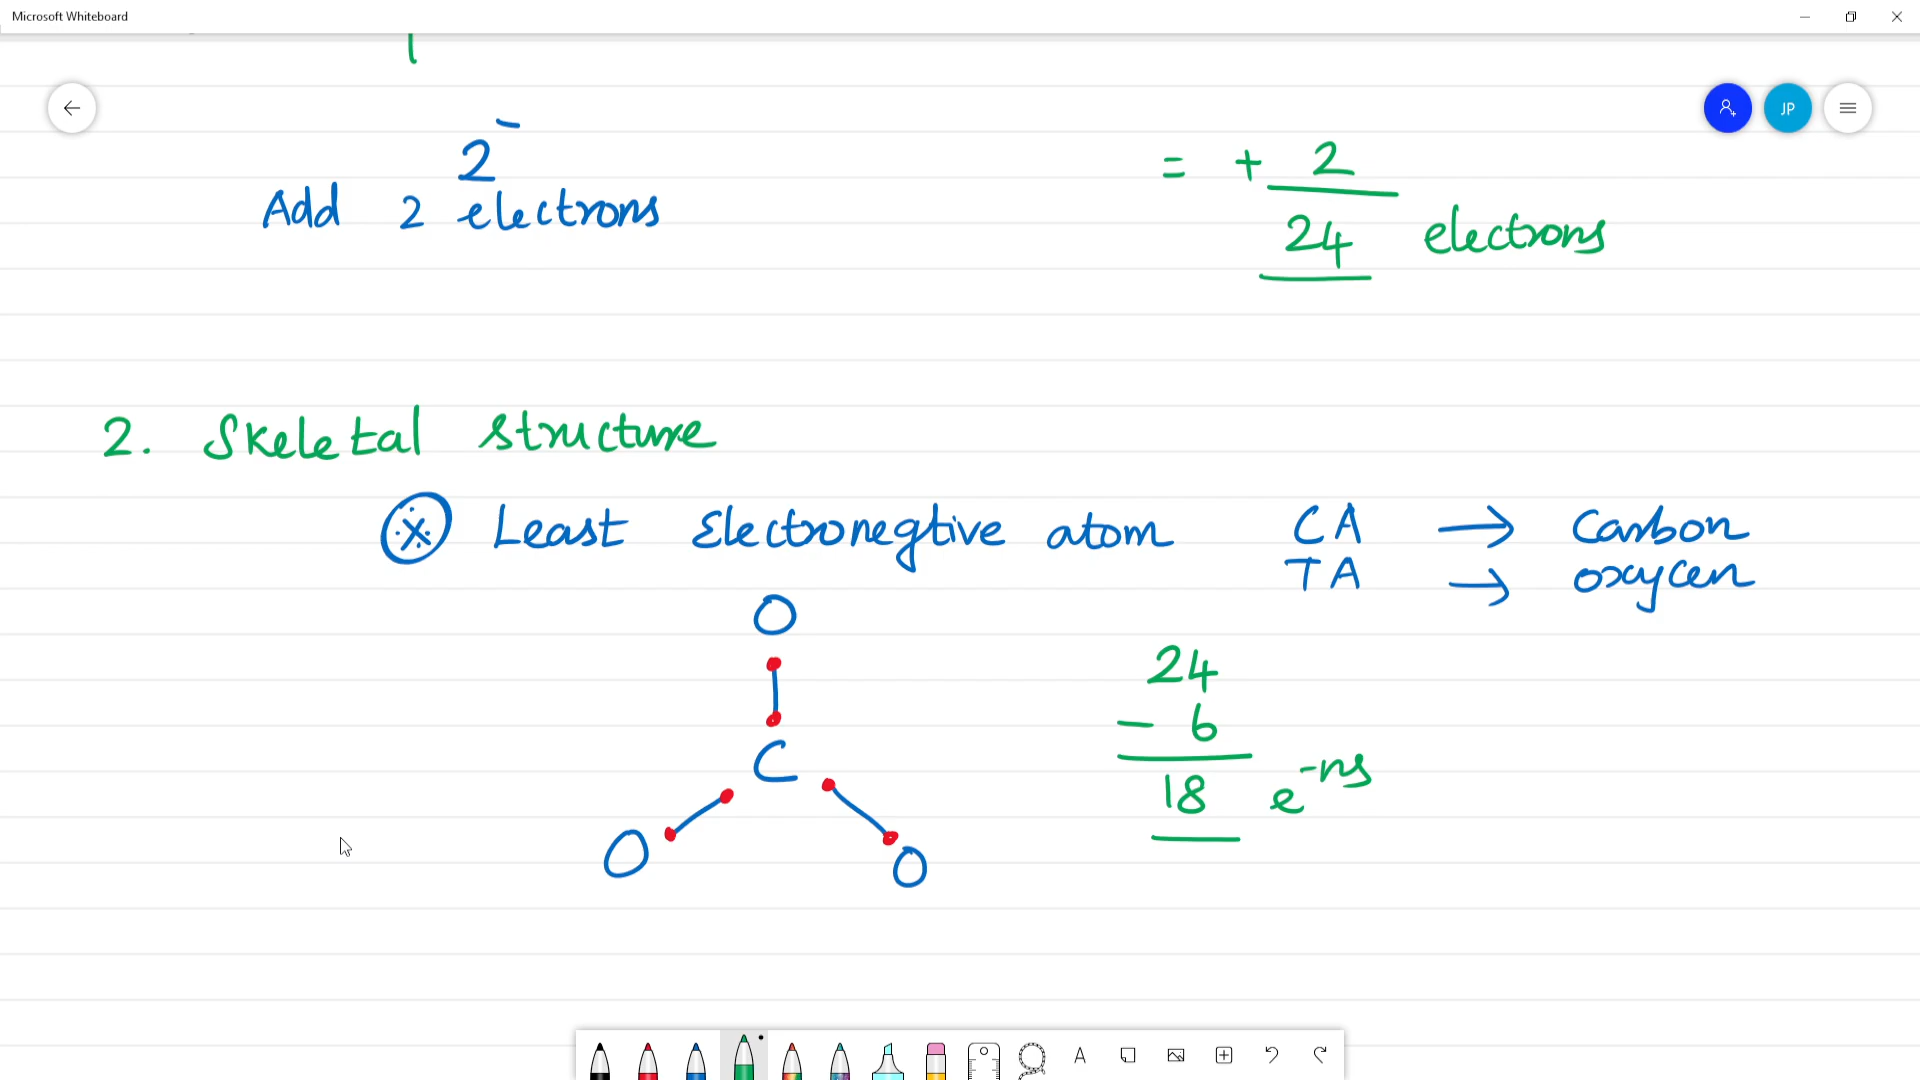 Microsoft Whiteboard
JP
2⁻
Add 2 electrons
= + 2
24 electrons
2. Skeletal structure
Least Electronegtive atom CA → Carbon
TA → oxycen
O
C
O O
24
- 6
18 e⁻ns
A